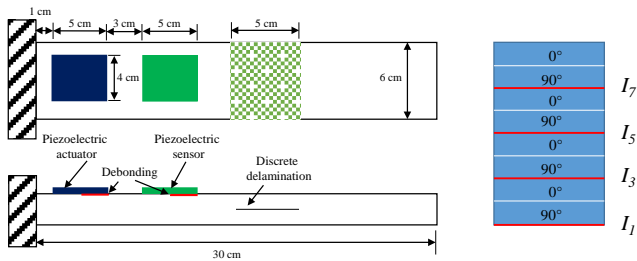 1 cm
5 cm
3 cm
5 cm
5 cm
4 cm
6 cm
Piezoelectric
actuator
Piezoelectric
sensor
Debonding
Discrete
delamination
30 cm
0°
90°
I7
0°
90°
I5
0°
90°
I3
0°
90°
I1